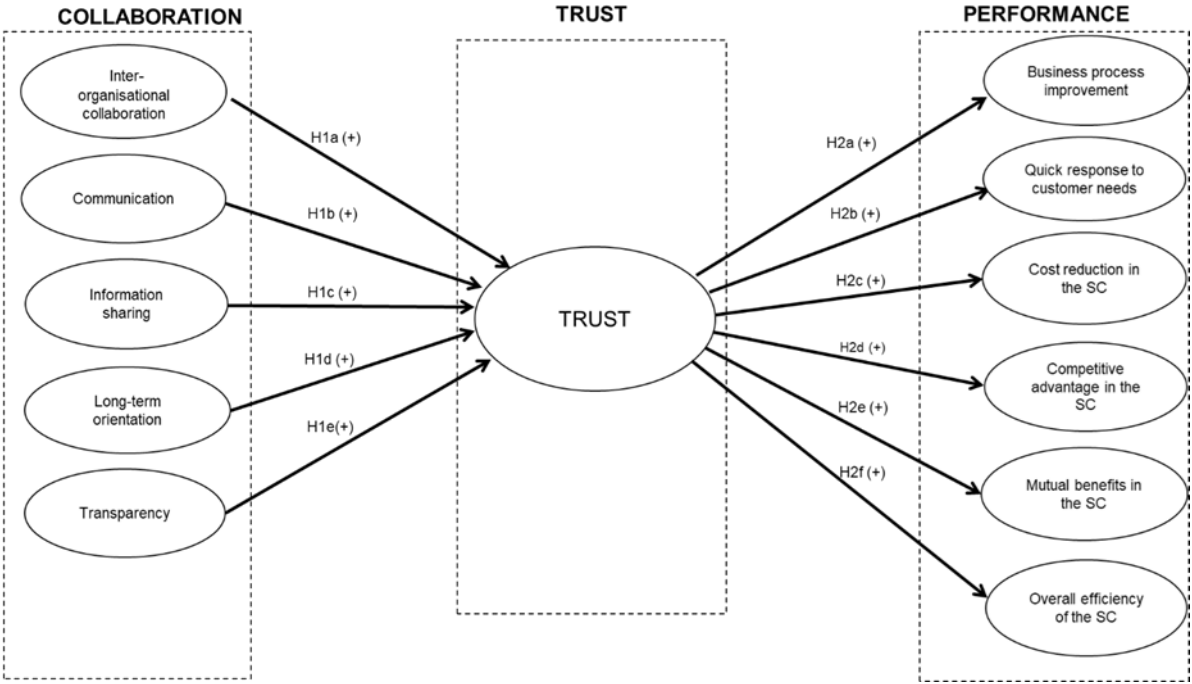 COLLABORATION
Inter-
organisational
collaboration
Communication
Information
sharing
Long-term
orientation
Transparency
H1a (+)
H1b (+)
H1c (+)
H1d (+)
H1e(+)
TRUST
TRUST
H2a (+)
H2b (+)
H2c (+)
H2d (+)
H2e (+)
H2f (+)
PERFORMANCE
Business process
improvement
Quick response to
customer needs
Cost reduction in
the SC
Competitive
advantage in the
SC
Mutual benefits in
the SC
Overall efficiency
of the SC